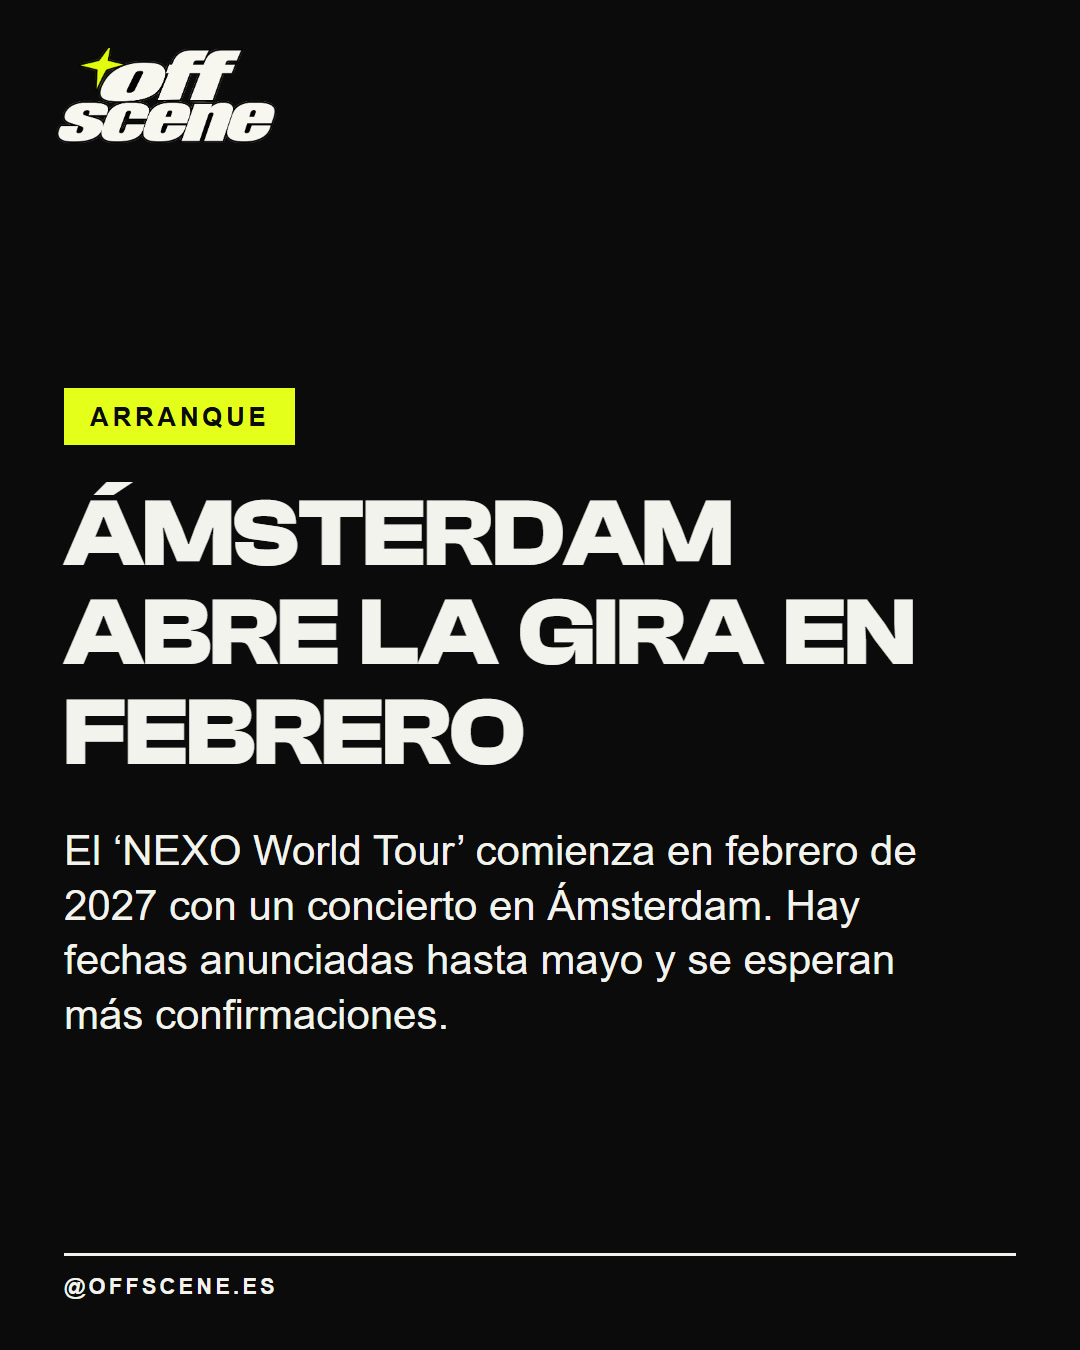 off
scene
ARRANQUE
ÁMSTERDAM
ABRE LA GIRA EN
FEBRERO
El ‘NEXO World Tour’ comienza en febrero de
2027 con un concierto en Ámsterdam. Hay
fechas anunciadas hasta mayo y se esperan
más confirmaciones.
@OFFSCENE.ES